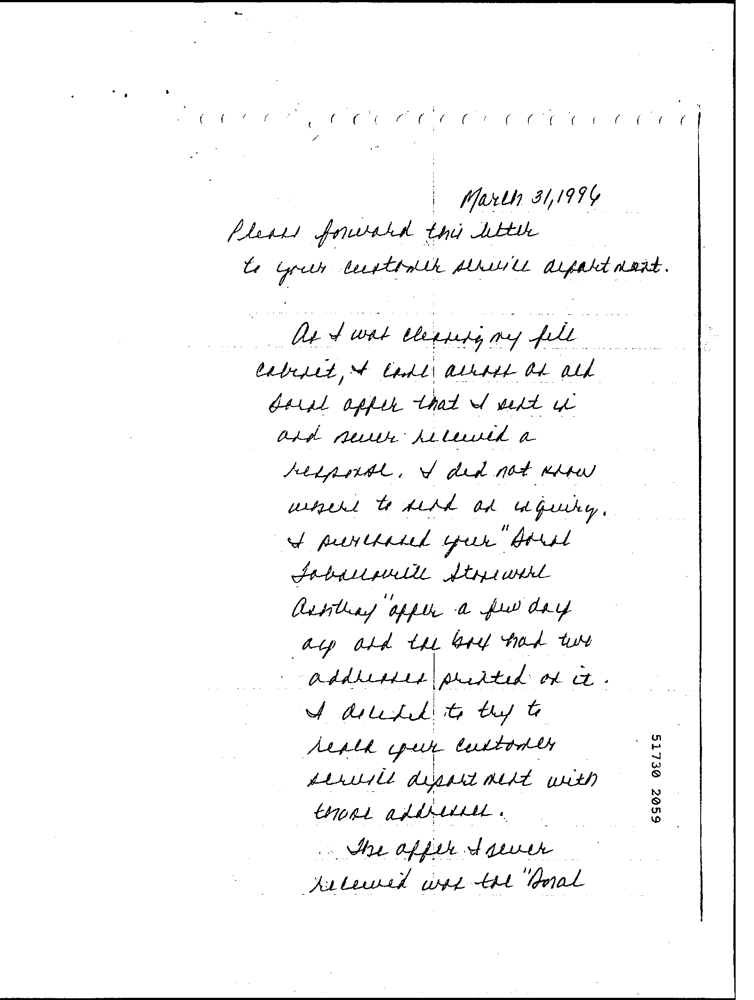 March 31, 1996
Please forward this letter
to your customer service department.
As I was cleaning my file
cabinet, I came across an old
Doral offer that I sent in
and never received a
response. I did not know
where to send an inquiry.
I purchased your "Doral
Tobaccoville Stoneware
Ashtray" offer a few day
ago and the box had two
addresses printed on it.
I decided to try to
reach your customer
service department with
those addresses.
The offer I never
received was the "Doral
51730 2059